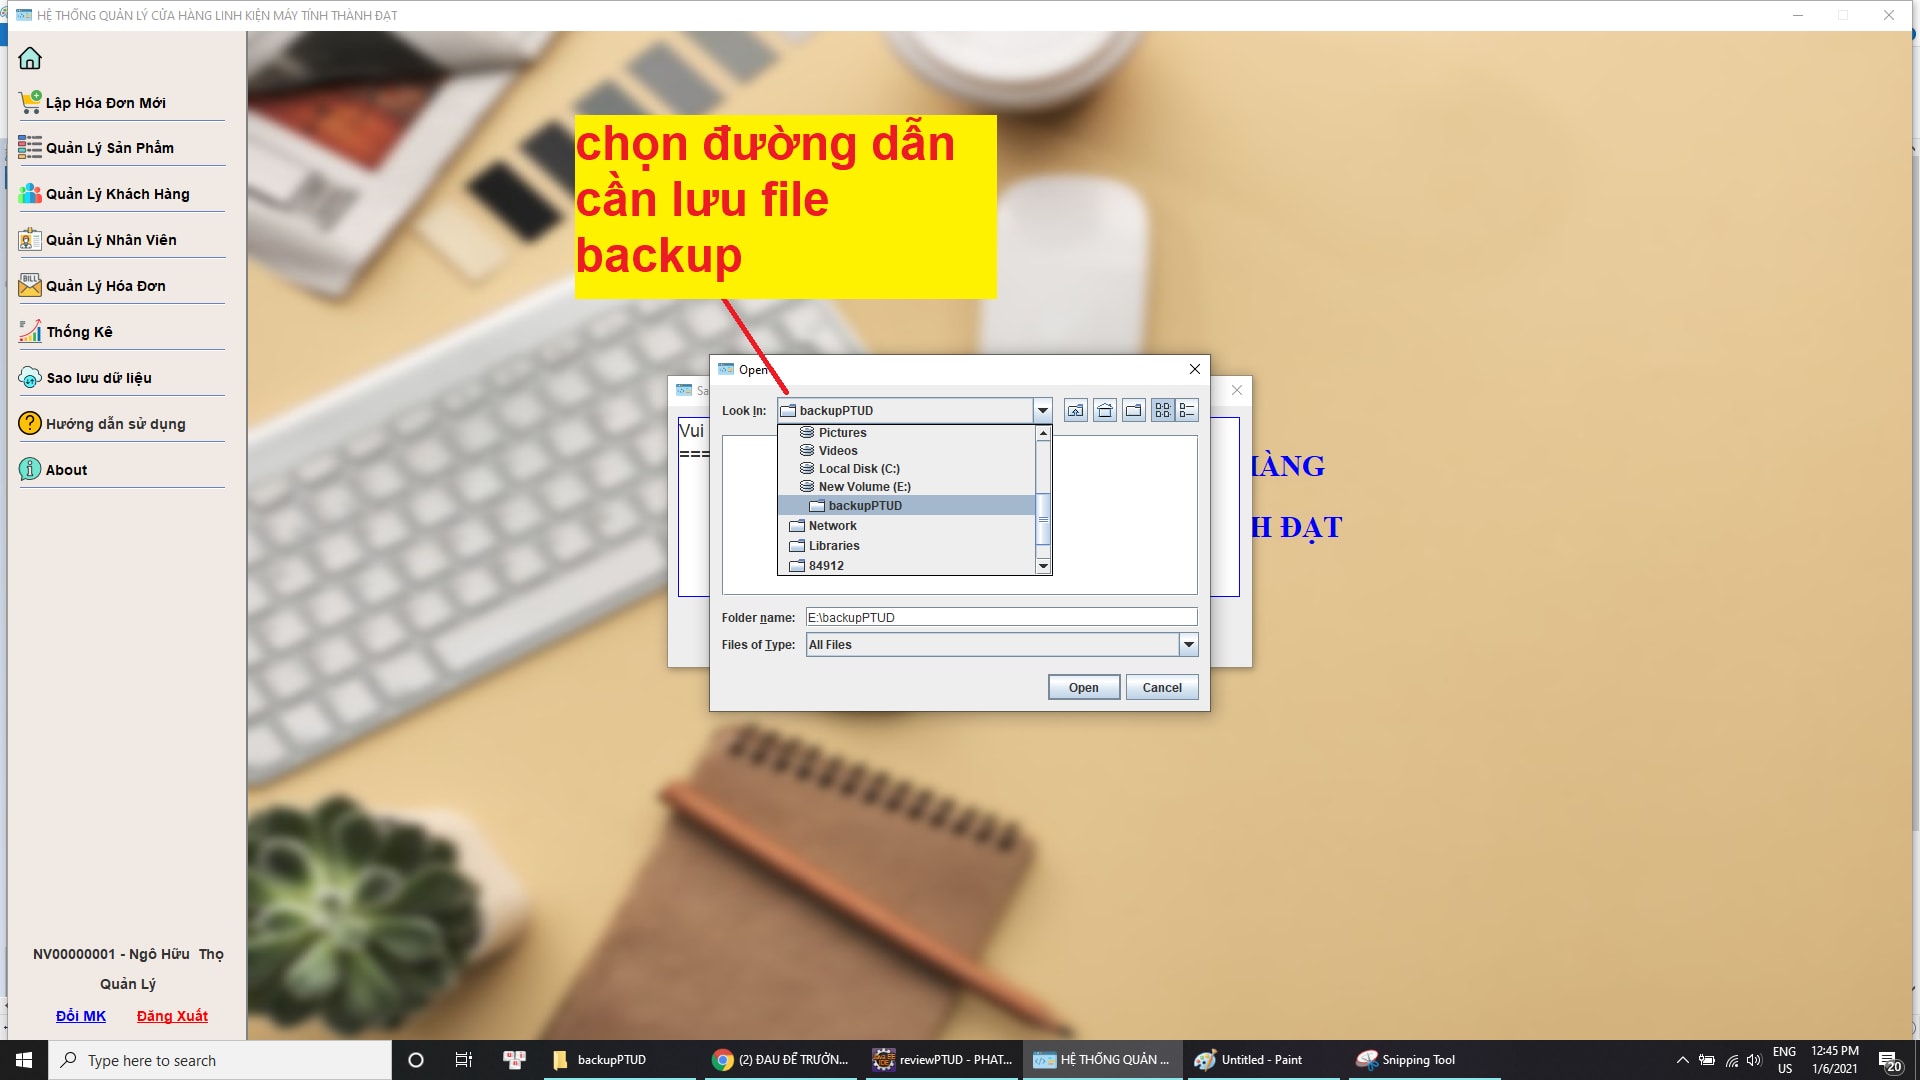 HỆ THỐNG QUẢN LÝ CỬA HÀNG LINH KIỆN MÁY TÍNH THÀNH ĐẠT
Lập Hóa Đơn Mới
Quản Lý Sản Phẩm
Quản Lý Khách Hàng
Quản Lý Nhân Viên
BILL
Quản Lý Hóa Đơn
Thống Kê
Sao lưu dữ liệu
Hướng dẫn sử dụng
About
chọn đường dẫn
cần lưu file
backup
Sa
Vui
===
HÀNG
H ĐẠT
Open
Look In: backupPTUD
Pictures
Videos
Local Disk (C:)
New Volume (E:)
backupPTUD
Network
Libraries
84912
Folder name: E:\backupPTUD
Files of Type: All Files
Open Cancel
NV00000001 - Ngô Hữu Thọ
Quản Lý
Đổi MK Đăng Xuất
Type here to search
backupPTUD
(2) ĐAU ĐỂ TRƯỞN...
reviewPTUD - PHAT...
HỆ THỐNG QUẢN ...
Untitled - Paint
Snipping Tool
ENG
US
12:45 PM
1/6/2021
20